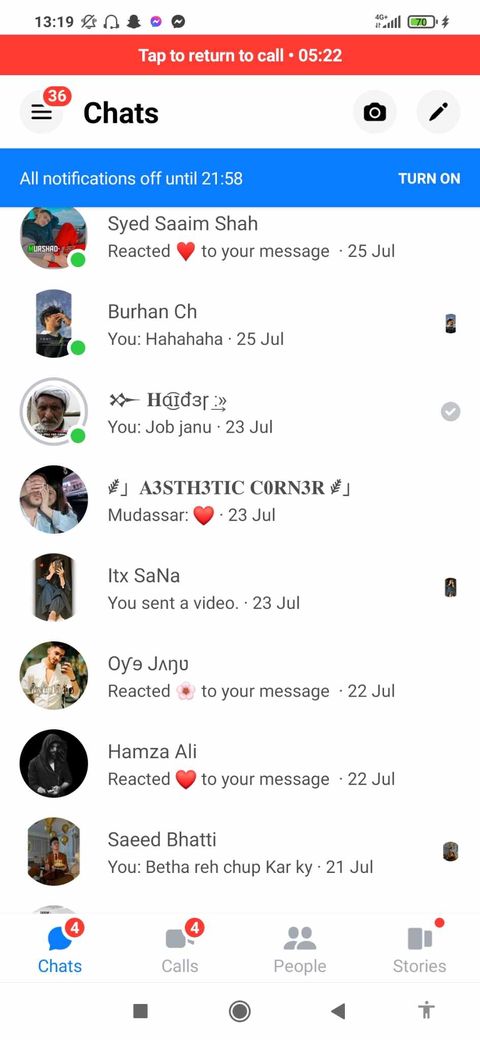 13:19
4G+
70
Tap to return to call • 05:22
36
Chats
All notifications off until 21:58
TURN ON
Syed Saaim Shah
Reacted ❤️ to your message · 25 Jul
Burhan Ch
You: Hahahaha · 25 Jul
You: Job janu · 23 Jul
𝐀𝟑𝐒𝐓𝐇𝟑𝐓𝐈𝐂 𝐂𝟎𝐑𝐍𝟑𝐑
Mudassar: ❤️ · 23 Jul
Itx SaNa
You sent a video. · 23 Jul
Reacted 🌸 to your message · 22 Jul
Hamza Ali
Reacted ❤️ to your message · 22 Jul
Saeed Bhatti
You: Betha reh chup Kar ky · 21 Jul
4
4
Chats
Calls
People
Stories